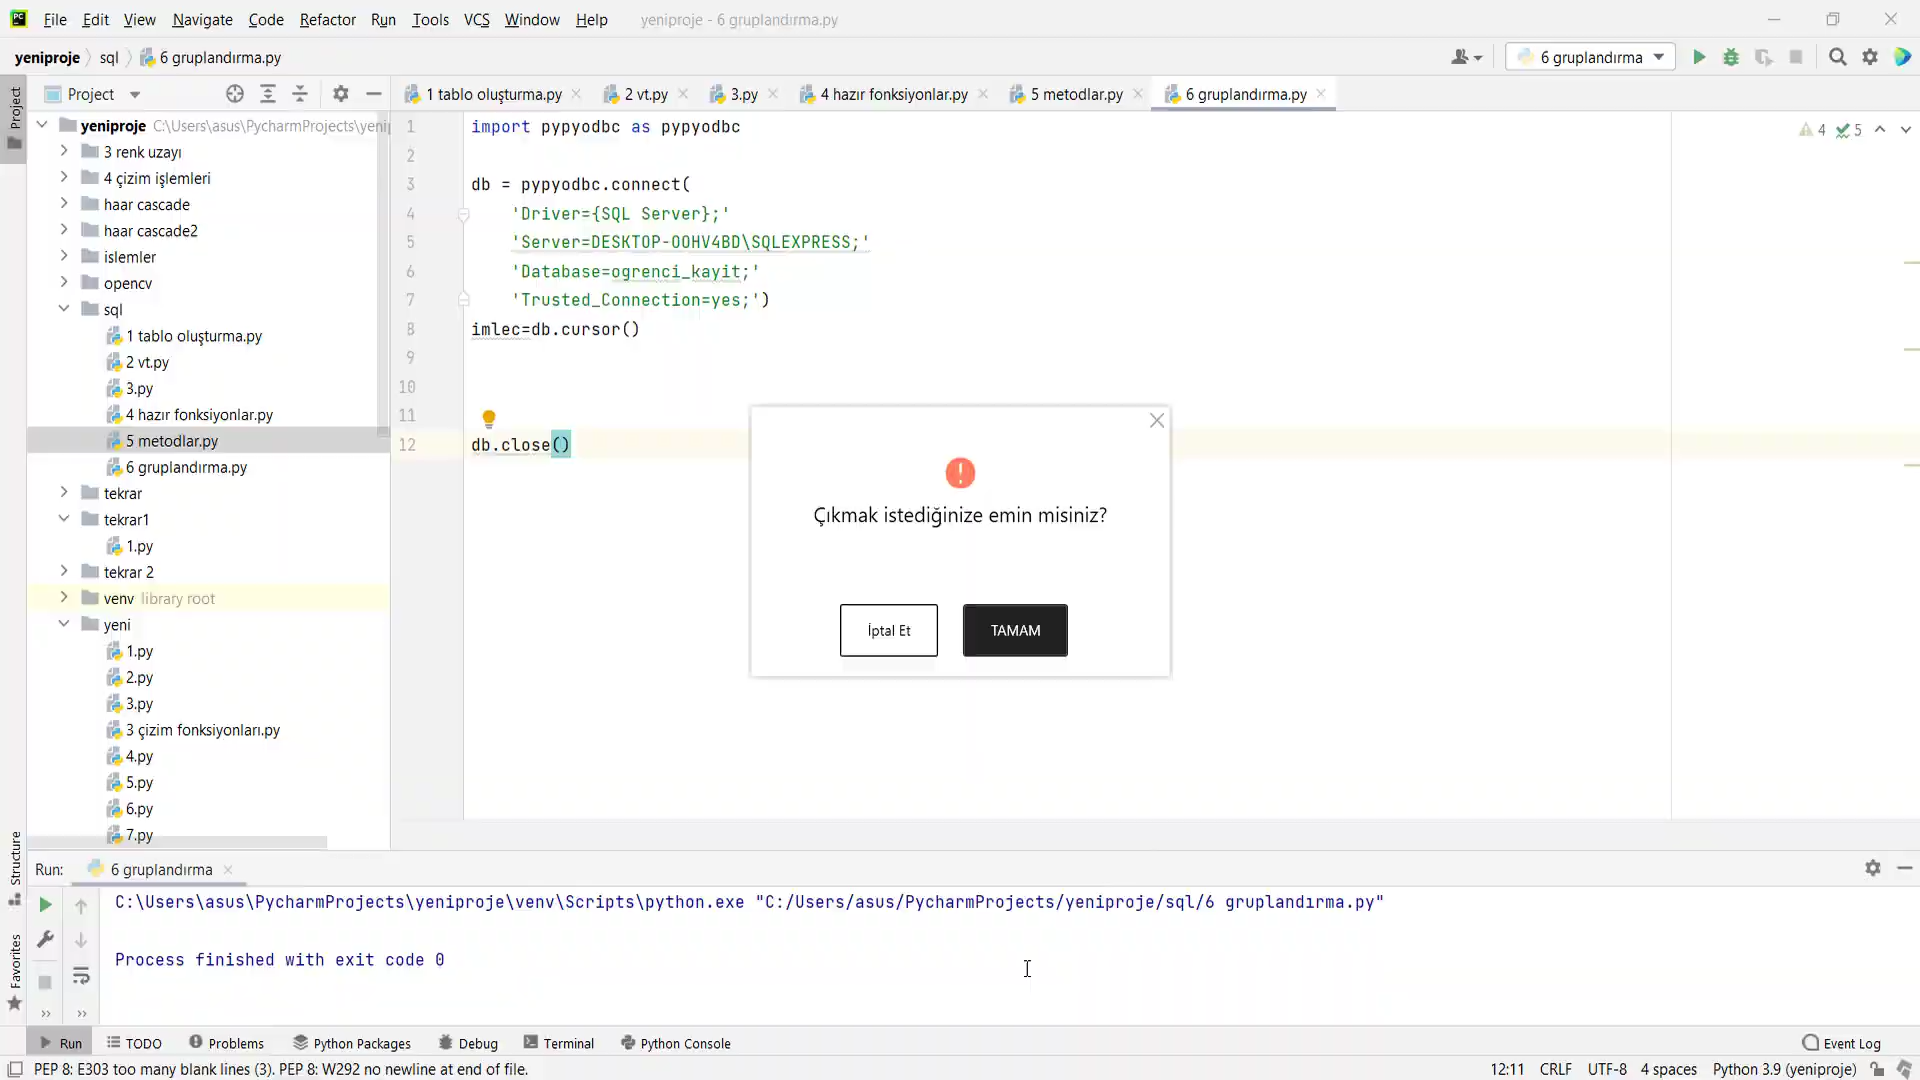 File Edit View Navigate Code Refactor Run Tools VCS Window Help yeniproje - 6 gruplandırma.py
yeniproje sql 6 gruplandırma.py 6 gruplandırma
Project 1 tablo oluşturma.py 2 vt.py 3.py 4 hazır fonksiyonlar.py 5 metodlar.py 6 gruplandırma.py
Project
yeniproje C:\Users\asus\PycharmProjects\yenip
3 renk uzayı
4 çizim işlemleri
haar cascade
haar cascade2
islemler
opencv
sql
1 tablo oluşturma.py
2 vt.py
3.py
4 hazır fonksiyonlar.py
5 metodlar.py
6 gruplandırma.py
tekrar
tekrar1
1.py
tekrar 2
venv library root
yeni
1.py
2.py
3.py
3 çizim fonksiyonları.py
4.py
5.py
6.py
7.py
1 import pypyodbc as pypyodbc
2
3 db = pypyodbc.connect(
4 'Driver={SQL Server};'
5 'Server=DESKTOP-OOHV4BD\SQLEXPRESS;'
6 'Database=ogrenci_kayit;'
7 'Trusted_Connection=yes;')
8 imlec=db.cursor()
9
10
11
12 db.close()
4 5
Çıkmak istediğinize emin misiniz?
İptal Et TAMAM
Structure
Favorites
Run: 6 gruplandırma
C:\Users\asus\PycharmProjects\yeniproje\venv\Scripts\python.exe "C:/Users/asus/PycharmProjects/yeniproje/sql/6 gruplandırma.py"
Process finished with exit code 0
Run TODO Problems Python Packages Debug Terminal Python Console Event Log
PEP 8: E303 too many blank lines (3). PEP 8: W292 no newline at end of file. 12:11 CRLF UTF-8 4 spaces Python 3.9 (yeniproje)